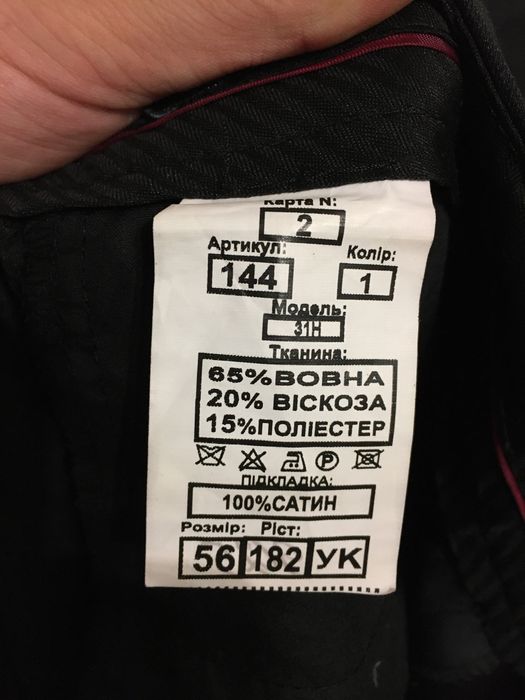 Карта N:
2
Артикул: Колір:
144 1
Модель:
31Н
Тканина:
65%ВОВНА
20% ВІСКОЗА
15%ПОЛІЕСТЕР
P
ПІДКЛАДКА:
100%САТИН
Розмір: Ріст:
56 182 УК